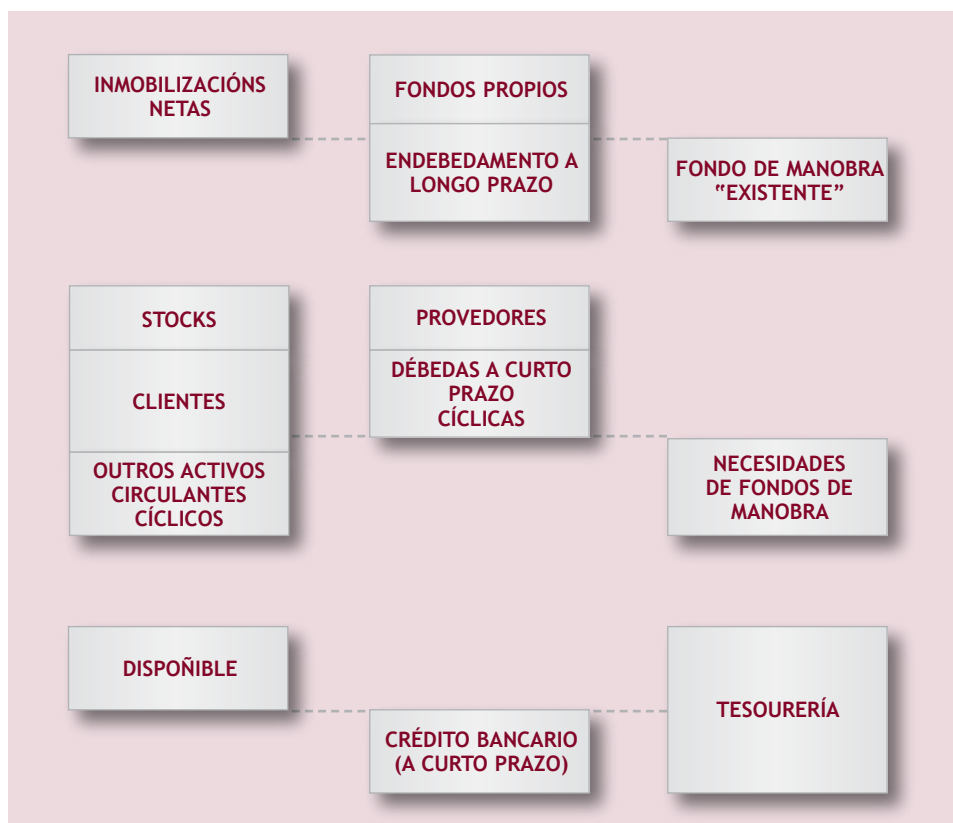 INMOBILIZACIÓNS
NETAS
FONDOS PROPIOS
ENDEBEDAMENTO A
LONGO PRAZO
FONDO DE MANOBRA
“EXISTENTE”
STOCKS
CLIENTES
OUTROS ACTIVOS
CIRCULANTES
CÍCLICOS
PROVEDORES
DÉBEDAS A CURTO
PRAZO
CÍCLICAS
NECESIDADES
DE FONDOS DE
MANOBRA
DISPOÑIBLE
CRÉDITO BANCARIO
(A CURTO PRAZO)
TESOURERÍA